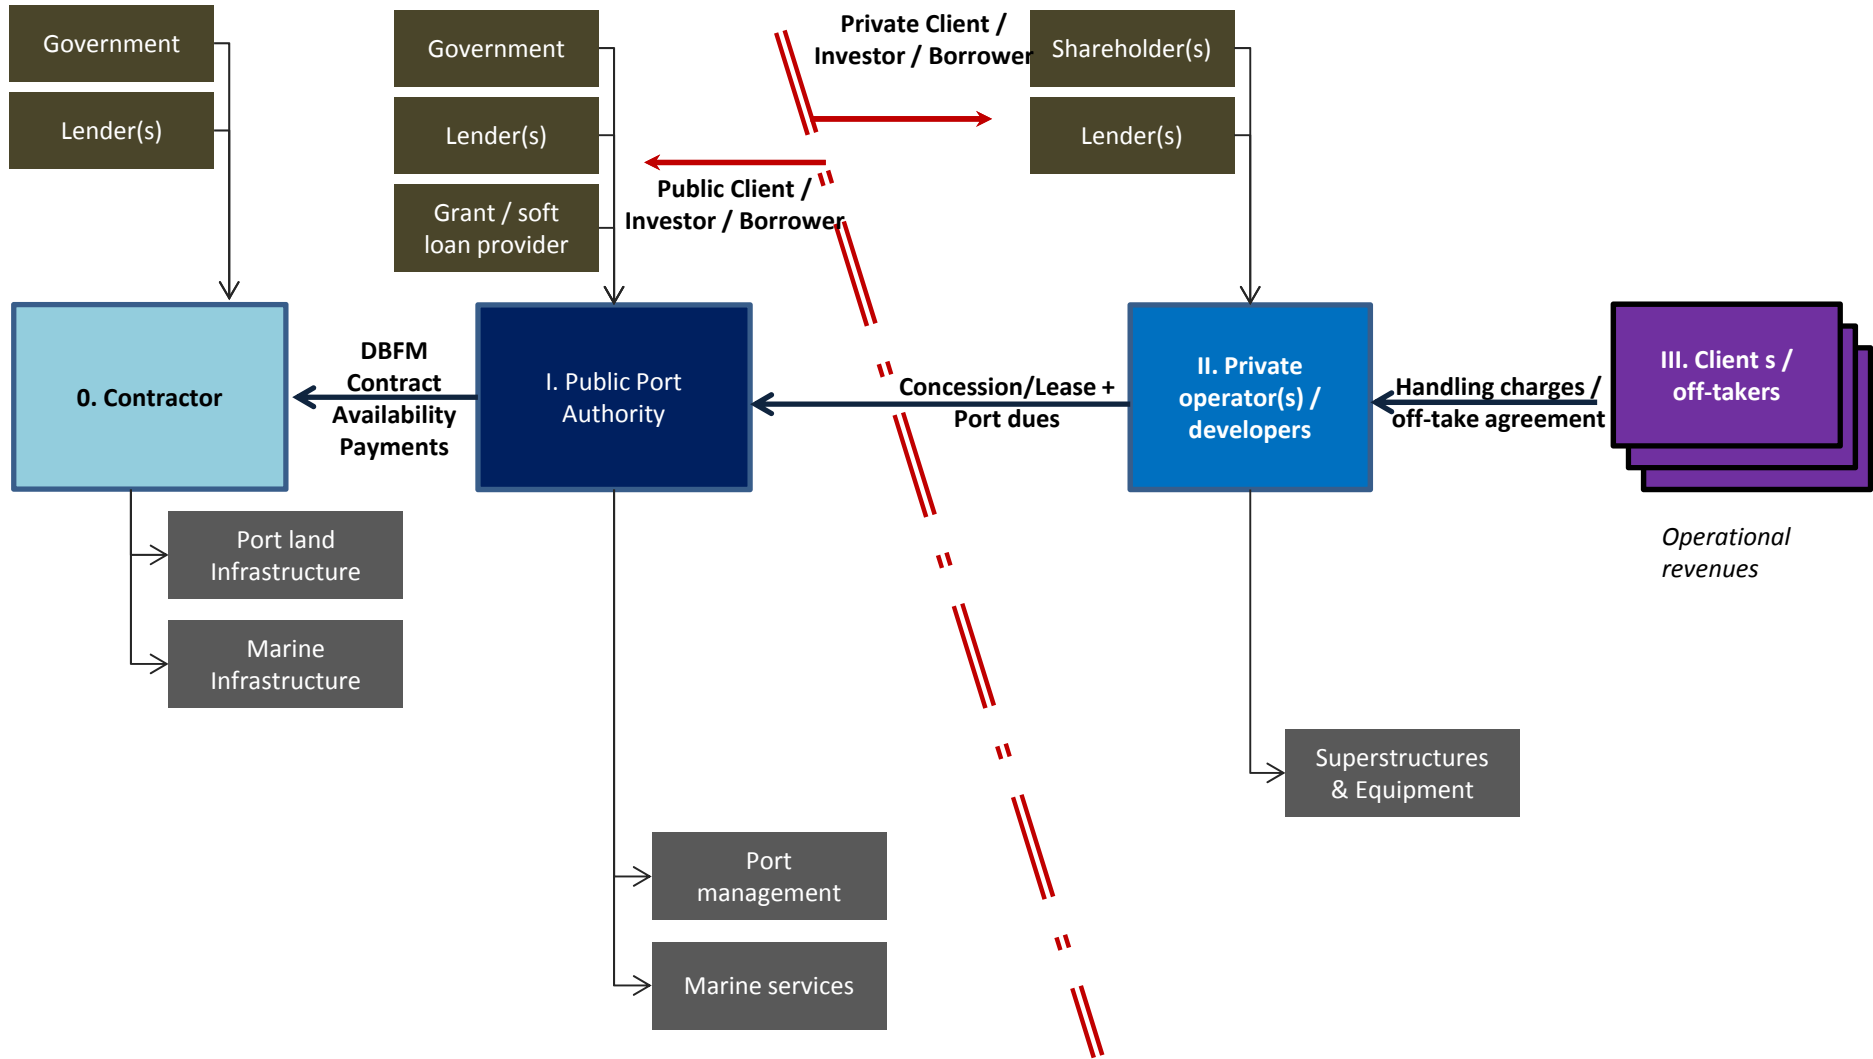 Government
Lender(s)
Government
Lender(s)
Grant / soft
loan provider
Private Client /
Investor / Borrower
Public Client /
Investor / Borrower
Shareholder(s)
Lender(s)
0. Contractor
DBFM
Contract
Availability
Payments
I. Public Port
Authority
Concession/Lease +
Port dues
II. Private
operator(s) /
developers
Handling charges /
off-take agreement
III. Client s /
off-takers
Operational
revenues
Port land
Infrastructure
Marine
Infrastructure
Superstructures
& Equipment
Port
management
Marine services